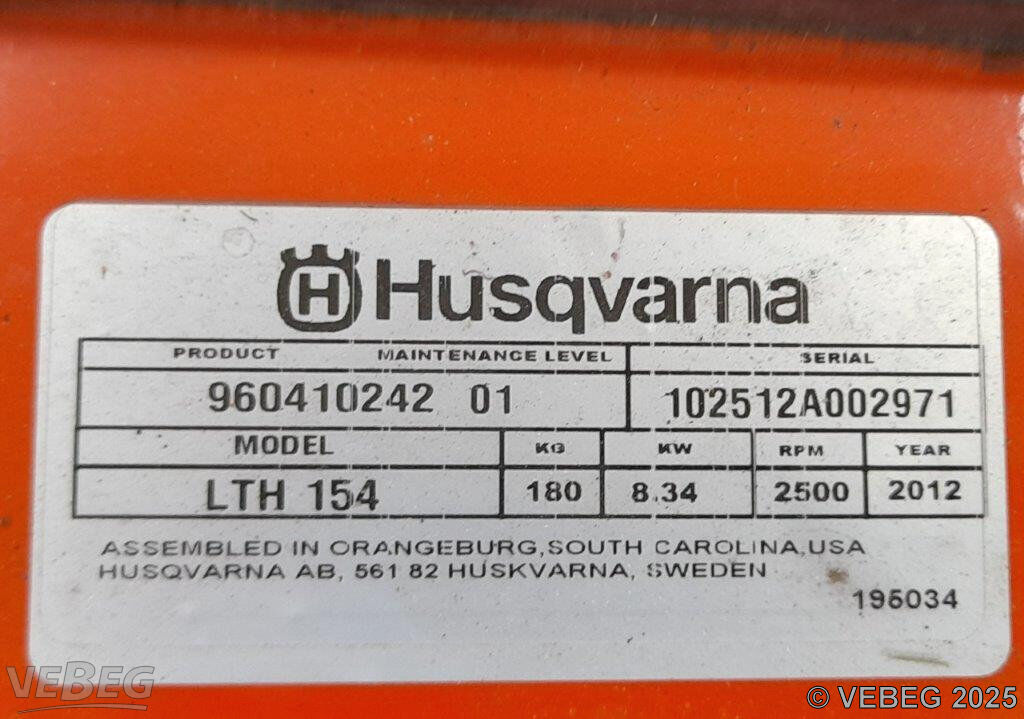 H Husqvarna
PRODUCT MAINTENANCE LEVEL SERIAL
960410242 01 102512A002971
MODEL KG KW RPM YEAR
LTH 154 180 8.34 2500 2012
ASSEMBLED IN ORANGEBURG,SOUTH CAROLINA,USA
HUSQVARNA AB, 561 82 HUSKVARNA, SWEDEN
195034
VEBEG
© VEBEG 2025